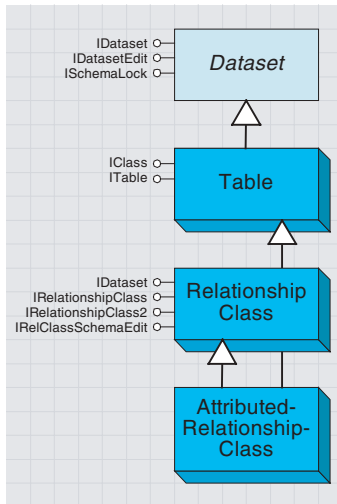 IDataset
IDatasetEdit
ISchemaLock
Dataset
IClass
ITable
Table
IDataset
IRelationshipClass
IRelationshipClass2
IRelClassSchemaEdit
Relationship
Class
Attributed-
Relationship-
Class